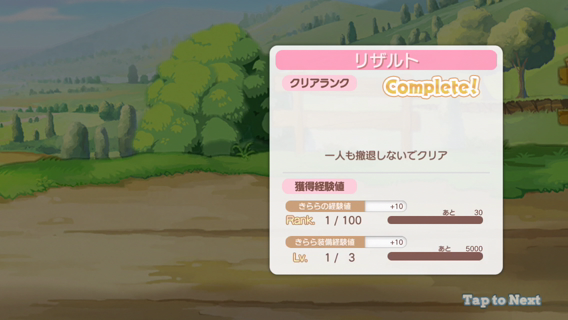 リザルト
クリアランク
Complete!
一人も撤退しないでクリア
獲得経験値
きららの経験値 +10
あと 30
Rank. 1 / 100
きらら装備経験値 +10
あと 5000
Lv. 1 / 3
Tap to Next